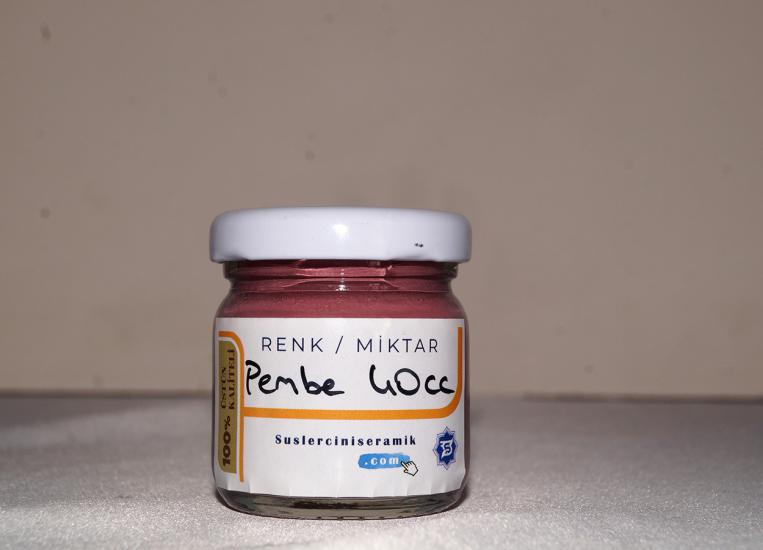 RENK / MİKTAR
Pembe 40cc
100% ÜSTÜN
KALİTELİ
Suslerciniseramik
.com